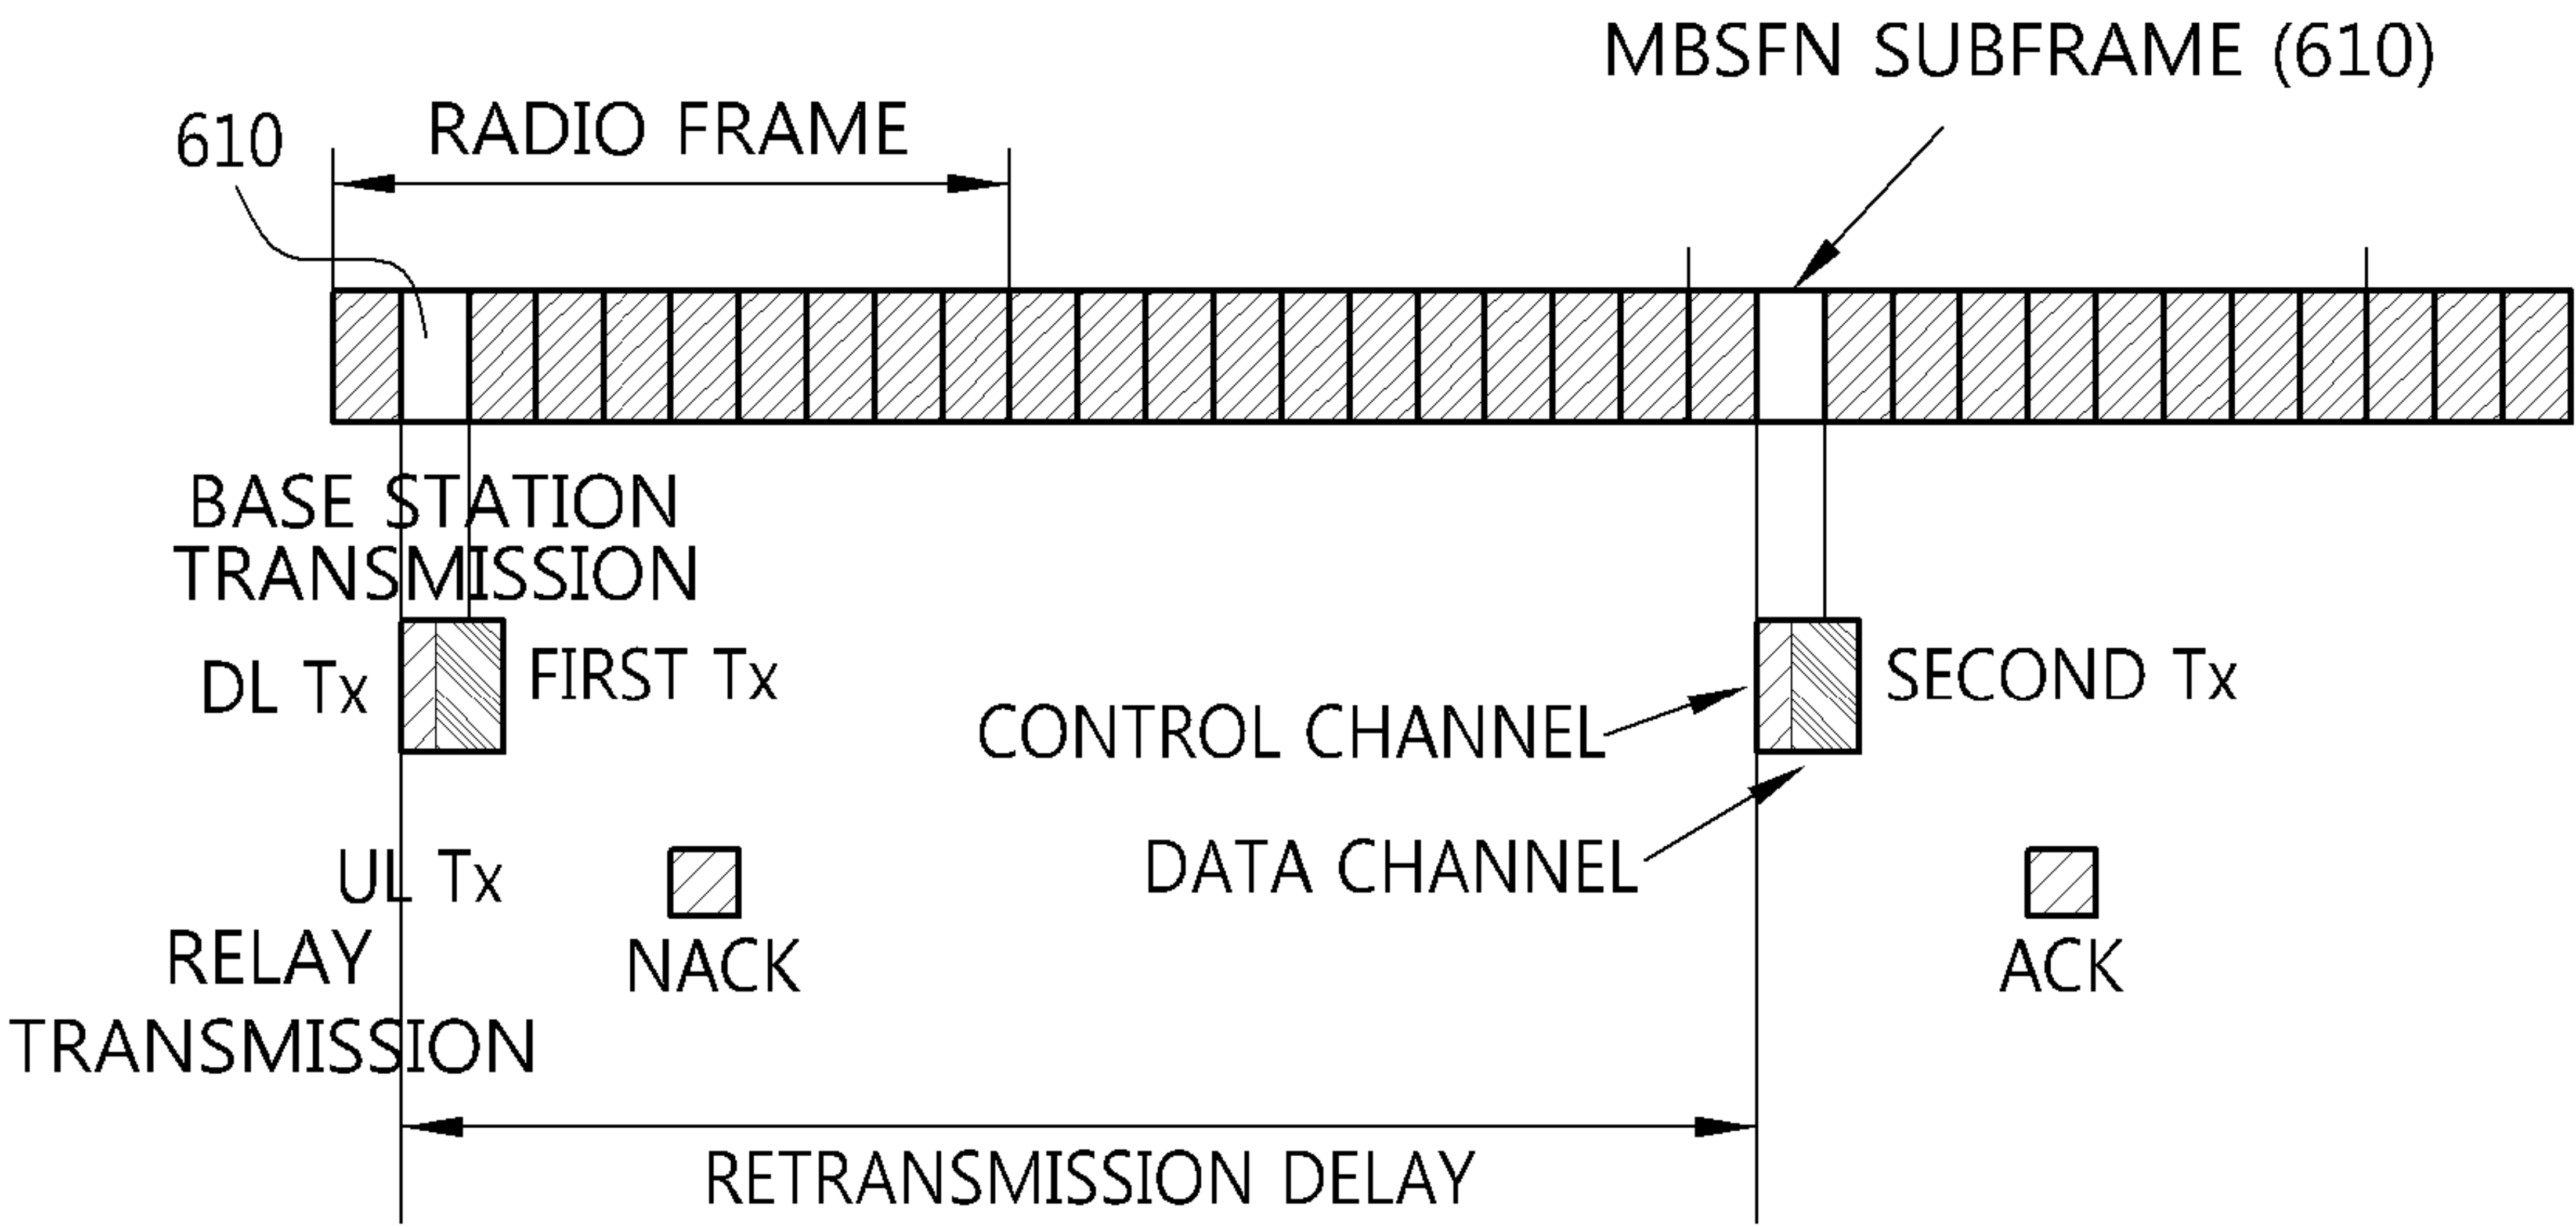 MBSFN SUBFRAME (610)
610
RADIO FRAME
BASE STATION
TRANSMISSION
DL Tx
FIRST Tx
SECOND Tx
CONTROL CHANNEL
DATA CHANNEL
UL Tx
NACK
ACK
RELAY
TRANSMISSION
RETRANSMISSION DELAY